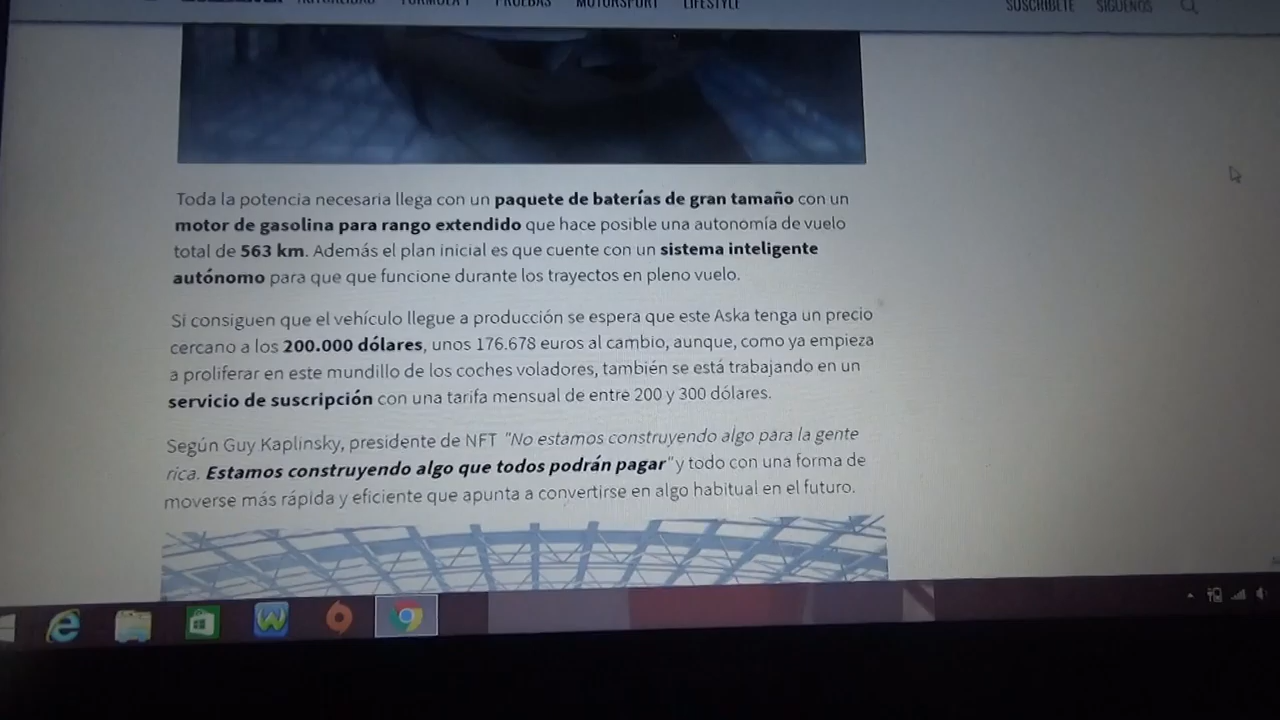 ACTUALIDAD FÓRMULA 1 PRUEBAS MOTORSPORT LIFESTYLE SUSCRÍBETE SÍGUENOS
Toda la potencia necesaria llega con un paquete de baterías de gran tamaño con un
motor de gasolina para rango extendido que hace posible una autonomía de vuelo
total de 563 km. Además el plan inicial es que cuente con un sistema inteligente
autónomo para que que funcione durante los trayectos en pleno vuelo.
Si consiguen que el vehículo llegue a producción se espera que este Aska tenga un precio
cercano a los 200.000 dólares, unos 176.678 euros al cambio, aunque, como ya empieza
a proliferar en este mundillo de los coches voladores, también se está trabajando en un
servicio de suscripción con una tarifa mensual de entre 200 y 300 dólares.
Según Guy Kaplinsky, presidente de NFT "No estamos construyendo algo para la gente
rica. Estamos construyendo algo que todos podrán pagar" y todo con una forma de
moverse más rápida y eficiente que apunta a convertirse en algo habitual en el futuro.